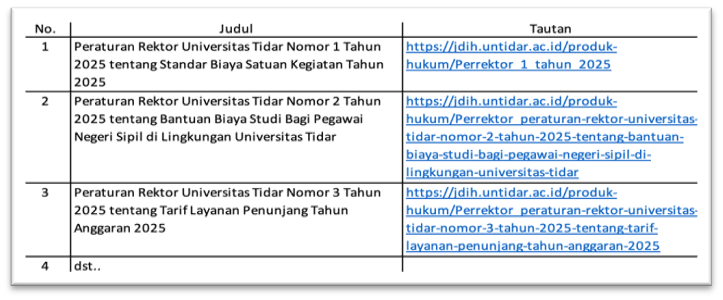 No. Judul Tautan
1 Peraturan Rektor Universitas Tidar Nomor 1 Tahun https://jdih.untidar.ac.id/produk-
2025 tentang Standar Biaya Satuan Kegiatan Tahun hukum/Perrektor_1_tahun_2025
2025
2 Peraturan Rektor Universitas Tidar Nomor 2 Tahun https://jdih.untidar.ac.id/produk-
2025 tentang Bantuan Biaya Studi Bagi Pegawai hukum/Perrektor_peraturan-rektor-universitas-
Negeri Sipil di Lingkungan Universitas Tidar tidar-nomor-2-tahun-2025-tentang-bantuan-
biaya-studi-bagi-pegawai-negeri-sipil-di-
lingkungan-universitas-tidar
3 Peraturan Rektor Universitas Tidar Nomor 3 Tahun https://jdih.untidar.ac.id/produk-
2025 tentang Tarif Layanan Penunjang Tahun hukum/Perrektor_peraturan-rektor-universitas-
Anggaran 2025 tidar-nomor-3-tahun-2025-tentang-tarif-
layanan-penunjang-tahun-anggaran-2025
4 dst..